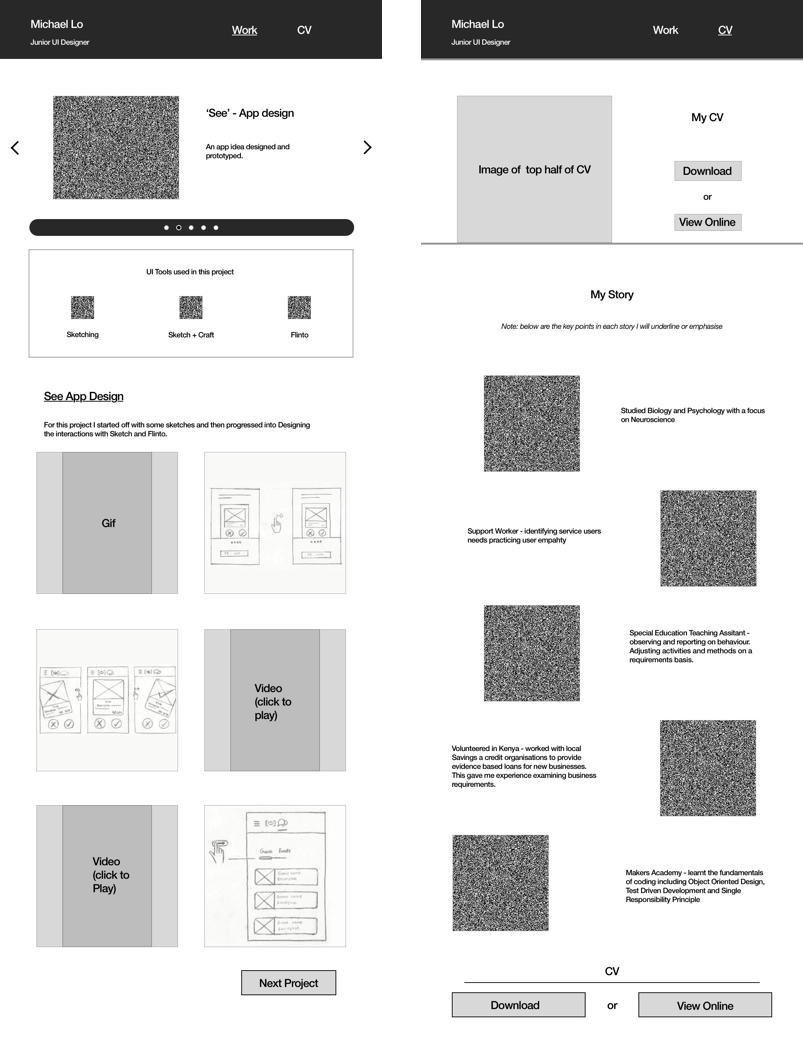 Michael Lo
Junior UI Designer
Work
CV
‘See’ - App design
An app idea designed and
prototyped.
UI Tools used in this project
Sketching
Sketch + Craft
Flinto
See App Design
For this project I started off with some sketches and then progressed into Designing
the interactions with Sketch and Flinto.
Gif
Video
(click to
play)
Video
(click to
Play)
Next Project
Michael Lo
Junior UI Designer
Work
CV
Image of top half of CV
My CV
Download
or
View Online
My Story
Note: below are the key points in each story I will underline or emphasise
Studied Biology and Psychology with a focus
on Neuroscience
Support Worker - identifying service users
needs practicing user empahty
Special Education Teaching Assitant -
observing and reporting on behaviour.
Adjusting activities and methods on a
requirements basis.
Volunteered in Kenya - worked with local
Savings a credit organisations to provide
evidence based loans for new businesses.
This gave me experience examining business
requirements.
Makers Academy - learnt the fundamentals
of coding including Object Oriented Design,
Test Driven Development and Single
Responsibility Principle
CV
Download
or
View Online